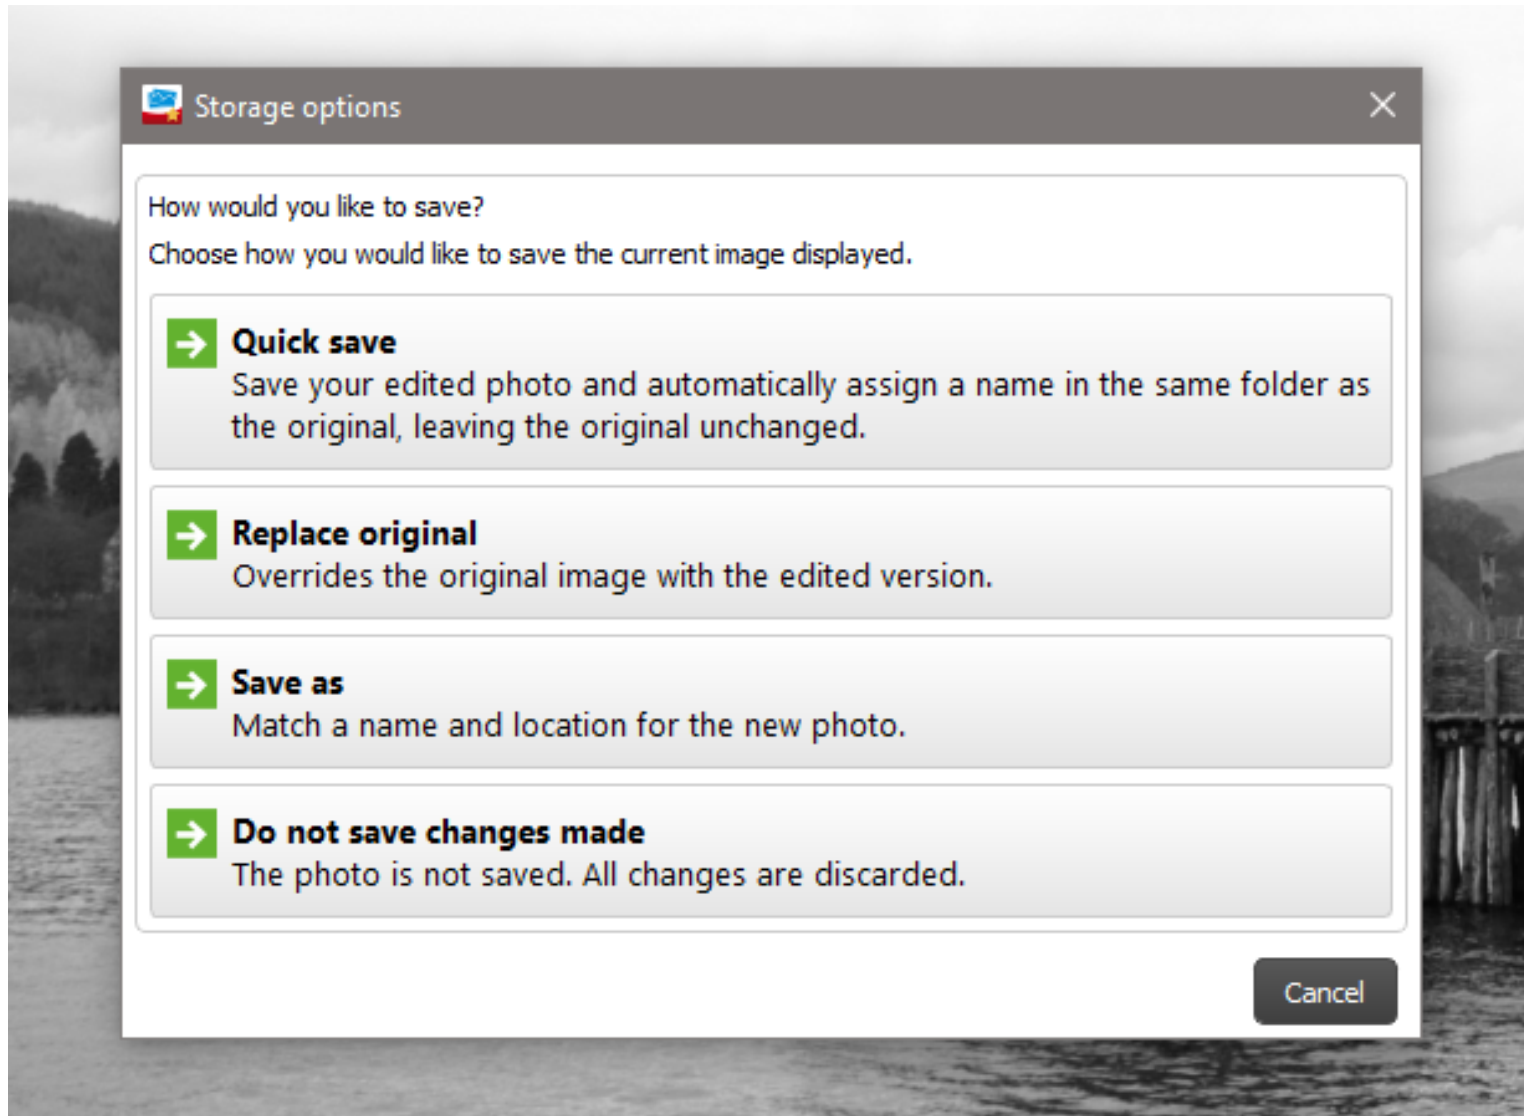 Storage options
How would you like to save?
Choose how you would like to save the current image displayed.
Quick save
Save your edited photo and automatically assign a name in the same folder as
the original, leaving the original unchanged.
Replace original
Overrides the original image with the edited version.
Save as
Match a name and location for the new photo.
Do not save changes made
The photo is not saved. All changes are discarded.
Cancel